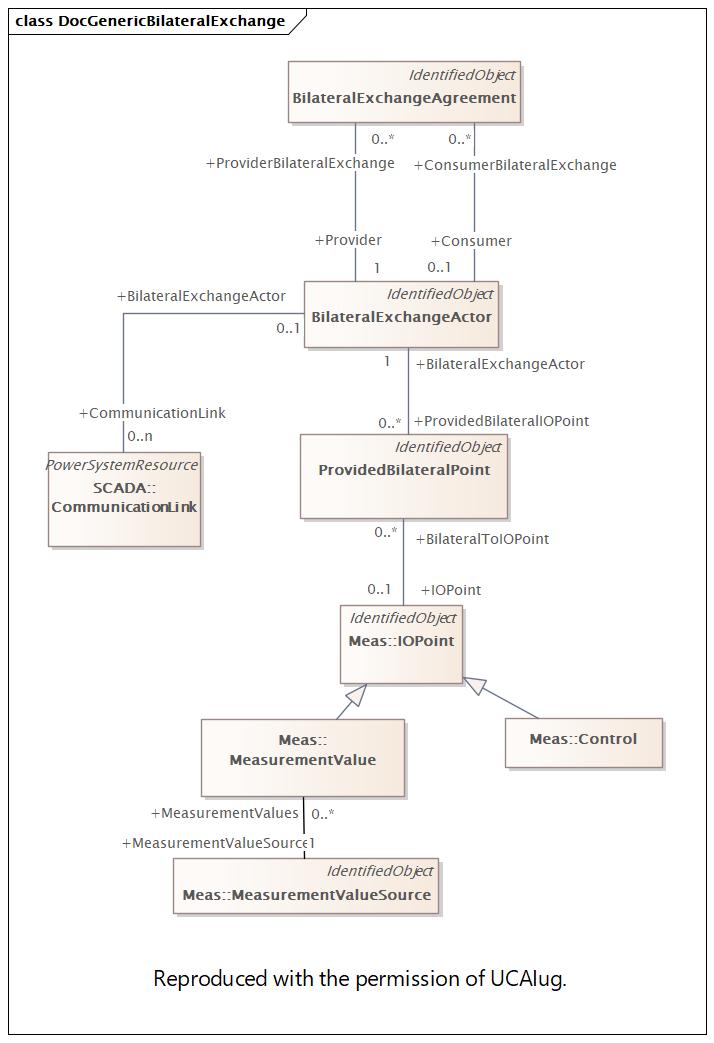 class DocGenericBilateralExchange
IdentifiedObject
BilateralExchangeAgreement
0..* 0..*
+ProviderBilateralExchange +ConsumerBilateralExchange
+Provider +Consumer
1 0..1
IdentifiedObject
BilateralExchangeActor
+BilateralExchangeActor
0..1
1 +BilateralExchangeActor
+CommunicationLink
0..n
0..* +ProvidedBilateralIOPoint
PowerSystemResource
SCADA::
CommunicationLink
IdentifiedObject
ProvidedBilateralPoint
0..* +BilateralToIOPoint
0..1 +IOPoint
IdentifiedObject
Meas::IOPoint
Meas::
MeasurementValue
Meas::Control
+MeasurementValues 0..*
+MeasurementValueSource 1
IdentifiedObject
Meas::MeasurementValueSource
Reproduced with the permission of UCAIug.